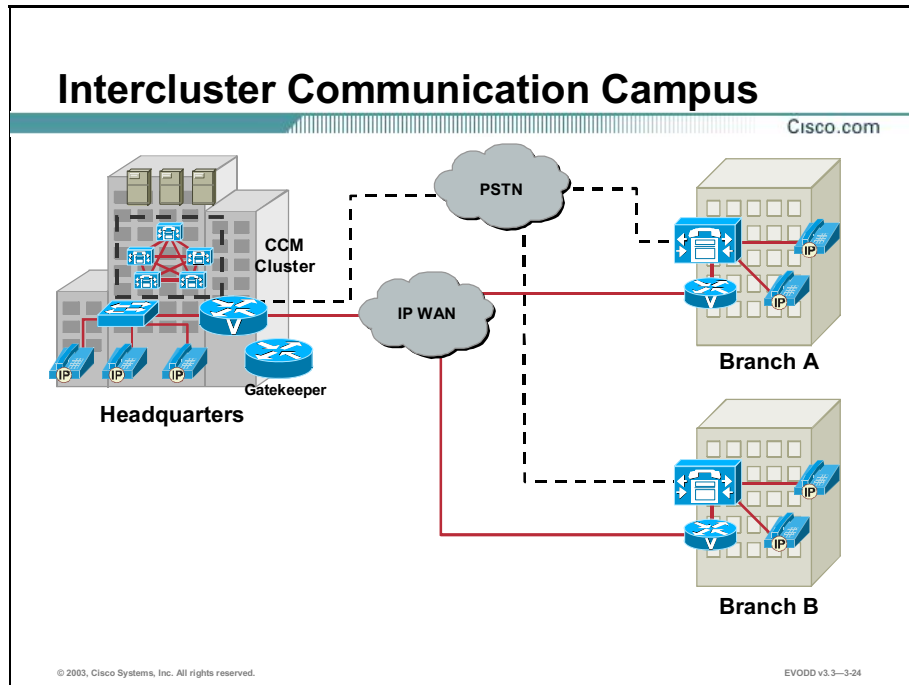 Intercluster Communication Campus
Cisco.com
PSTN
CCM
Cluster
IP WAN
V
V
IP
IP
IP
IP
IP
Gatekeeper
Headquarters
Branch A
V
IP
IP
Branch B
© 2003, Cisco Systems, Inc. All rights reserved.
EVODD v3.3—3-24